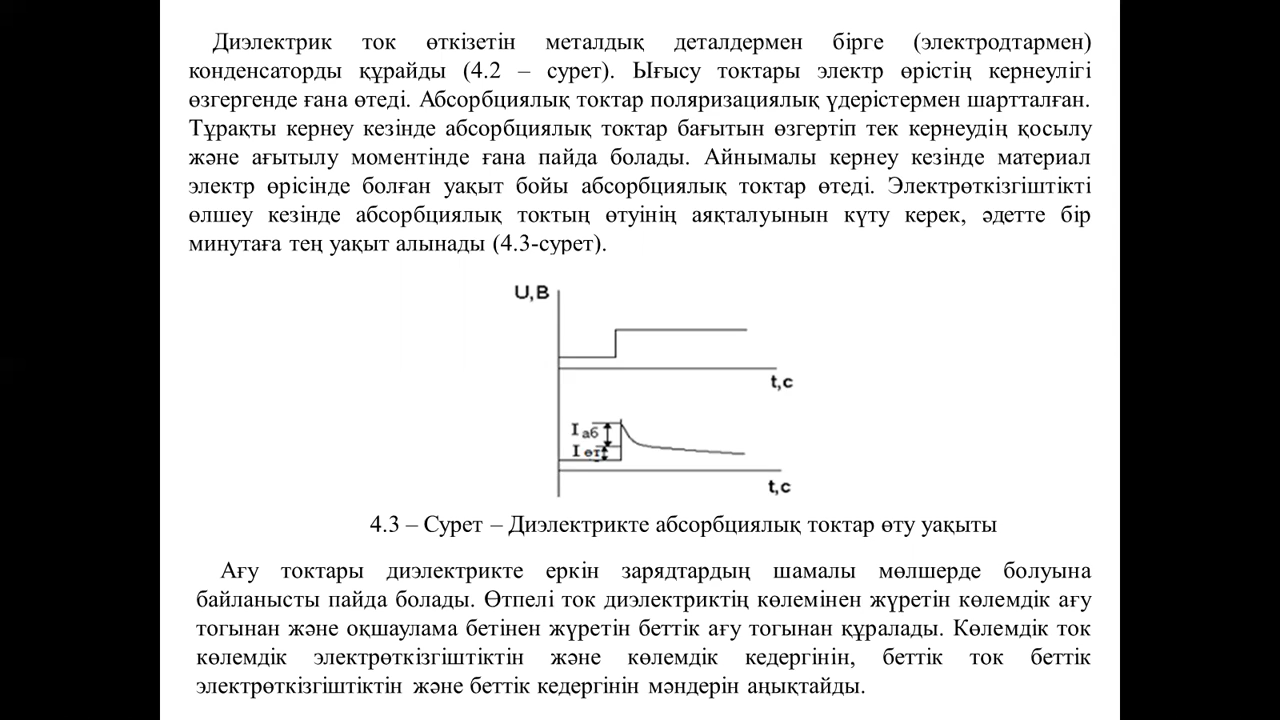 Диэлектрик ток өткізетін металдық деталдермен бірге (электродтармен)
конденсаторды құрайды (4.2 – сурет). Ығысу токтары электр өрістің кернеулігі
өзгергенде ғана өтеді. Абсорбциялық токтар поляризациялық үдерістермен шартталған.
Тұрақты кернеу кезінде абсорбциялық токтар бағытын өзгертіп тек кернеудің қосылу
және ағытылу моментінде ғана пайда болады. Айнымалы кернеу кезінде материал
электр өрісінде болған уақыт бойы абсорбциялық токтар өтеді. Электрөткізгіштікті
өлшеу кезінде абсорбциялық токтың өтуінің аяқталуынын күту керек, әдетте бір
минутаға тең уақыт алынады (4.3-сурет).
U,B
t,c
I аб
I өт
t,c
4.3 – Сурет – Диэлектрикте абсорбциялық токтар өту уақыты
Ағу токтары диэлектрикте еркін зарядтардың шамалы мөлшерде болуына
байланысты пайда болады. Өтпелі ток диэлектриктің көлемінен жүретін көлемдік ағу
тогынан және оқшаулама бетінен жүретін беттік ағу тогынан құралады. Көлемдік ток
көлемдік электрөткізгіштіктін және көлемдік кедергінін, беттік ток беттік
электрөткізгіштіктін және беттік кедергінін мәндерін аңықтайды.